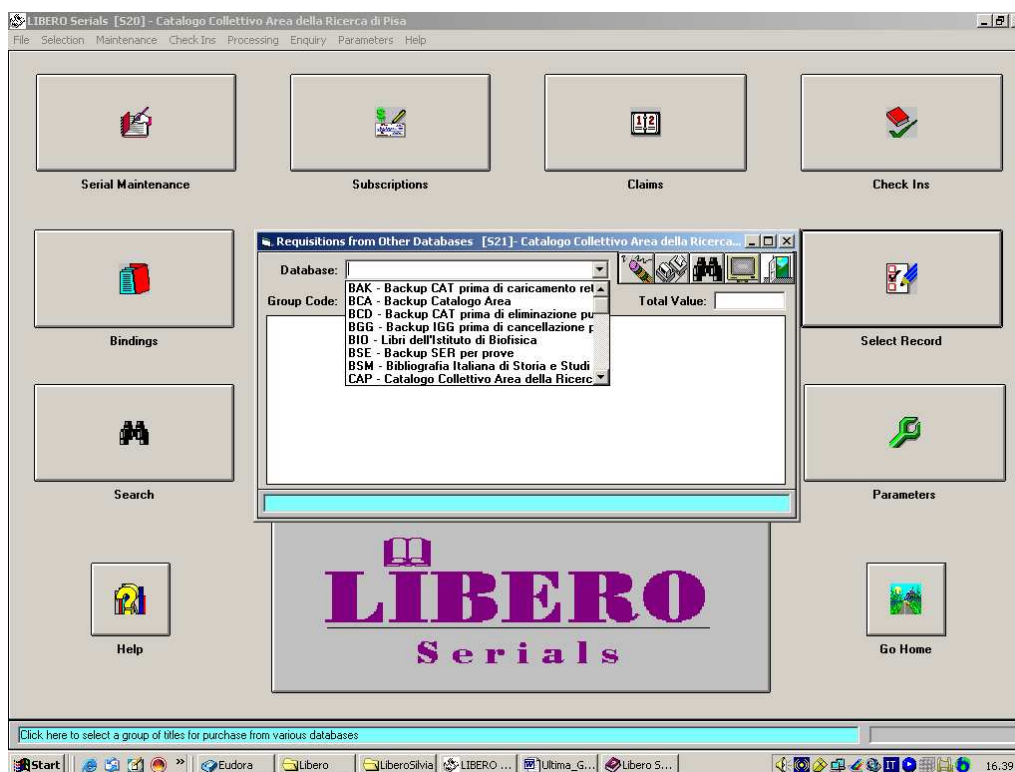 LIBERO Serials [S20] - Catalogo Collettivo Area della Ricerca di Pisa
File Selection Maintenance Check Ins Processing Enquiry Parameters Help
Serial Maintenance
Subscriptions
Claims
Check Ins
Requisitions from Other Databases [S21]- Catalogo Collettivo Area della Ricerca...
Database:
BAK - Backup CAT prima di caricamento ret
BCA - Backup Catalogo Area
BCD - Backup CAT prima di eliminazione pu
BGG - Backup IGG prima di cancellazione p
BIO - Libri dell'Istituto di Biofisica
BSE - Backup SER per prove
BSM - Bibliografia Italiana di Storia e Studi
CAP - Catalogo Collettivo Area della Ricerc
Group Code:
Total Value:
Bindings
Select Record
Search
Parameters
LIBERO
Serials
Help
Go Home
Click here to select a group of titles for purchase from various databases
Start » Eudora Libero LiberoSilvia LIBERO ... Ultima_G... Libero S... 16.39